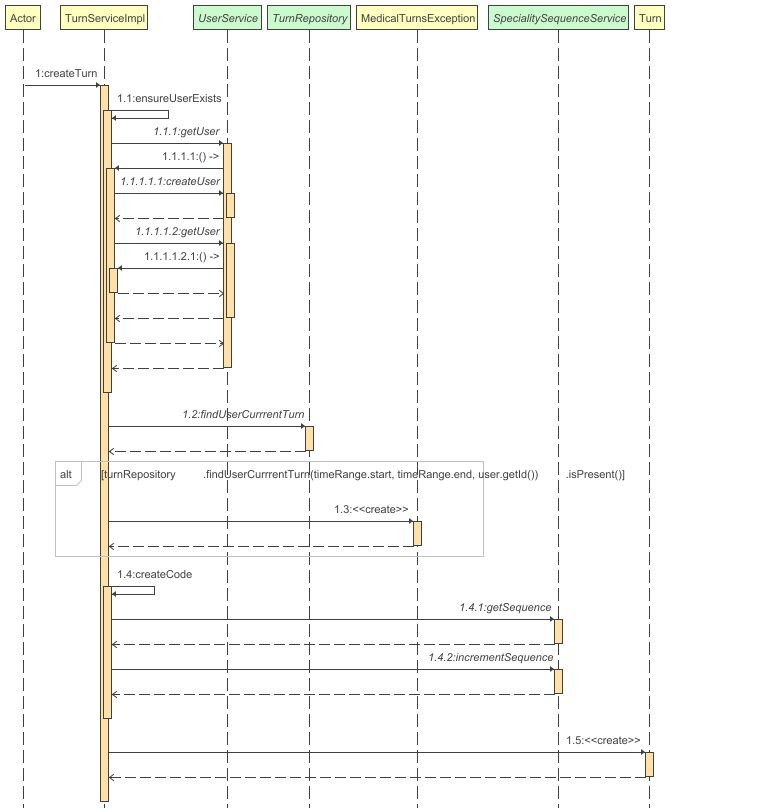 Actor TurnServiceImpl UserService TurnRepository MedicalTurnsException SpecialitySequenceService Turn
1:createTurn
1.1:ensureUserExists
1.1.1:getUser
1.1.1.1:() ->
1.1.1.1.1:createUser
1.1.1.1.2:getUser
1.1.1.1.2.1:() ->
1.2:findUserCurrrentTurn
alt [turnRepository .findUserCurrrentTurn(timeRange.start, timeRange.end, user.getId()) .isPresent()]
1.3:<<create>>
1.4:createCode
1.4.1:getSequence
1.4.2:incrementSequence
1.5:<<create>>